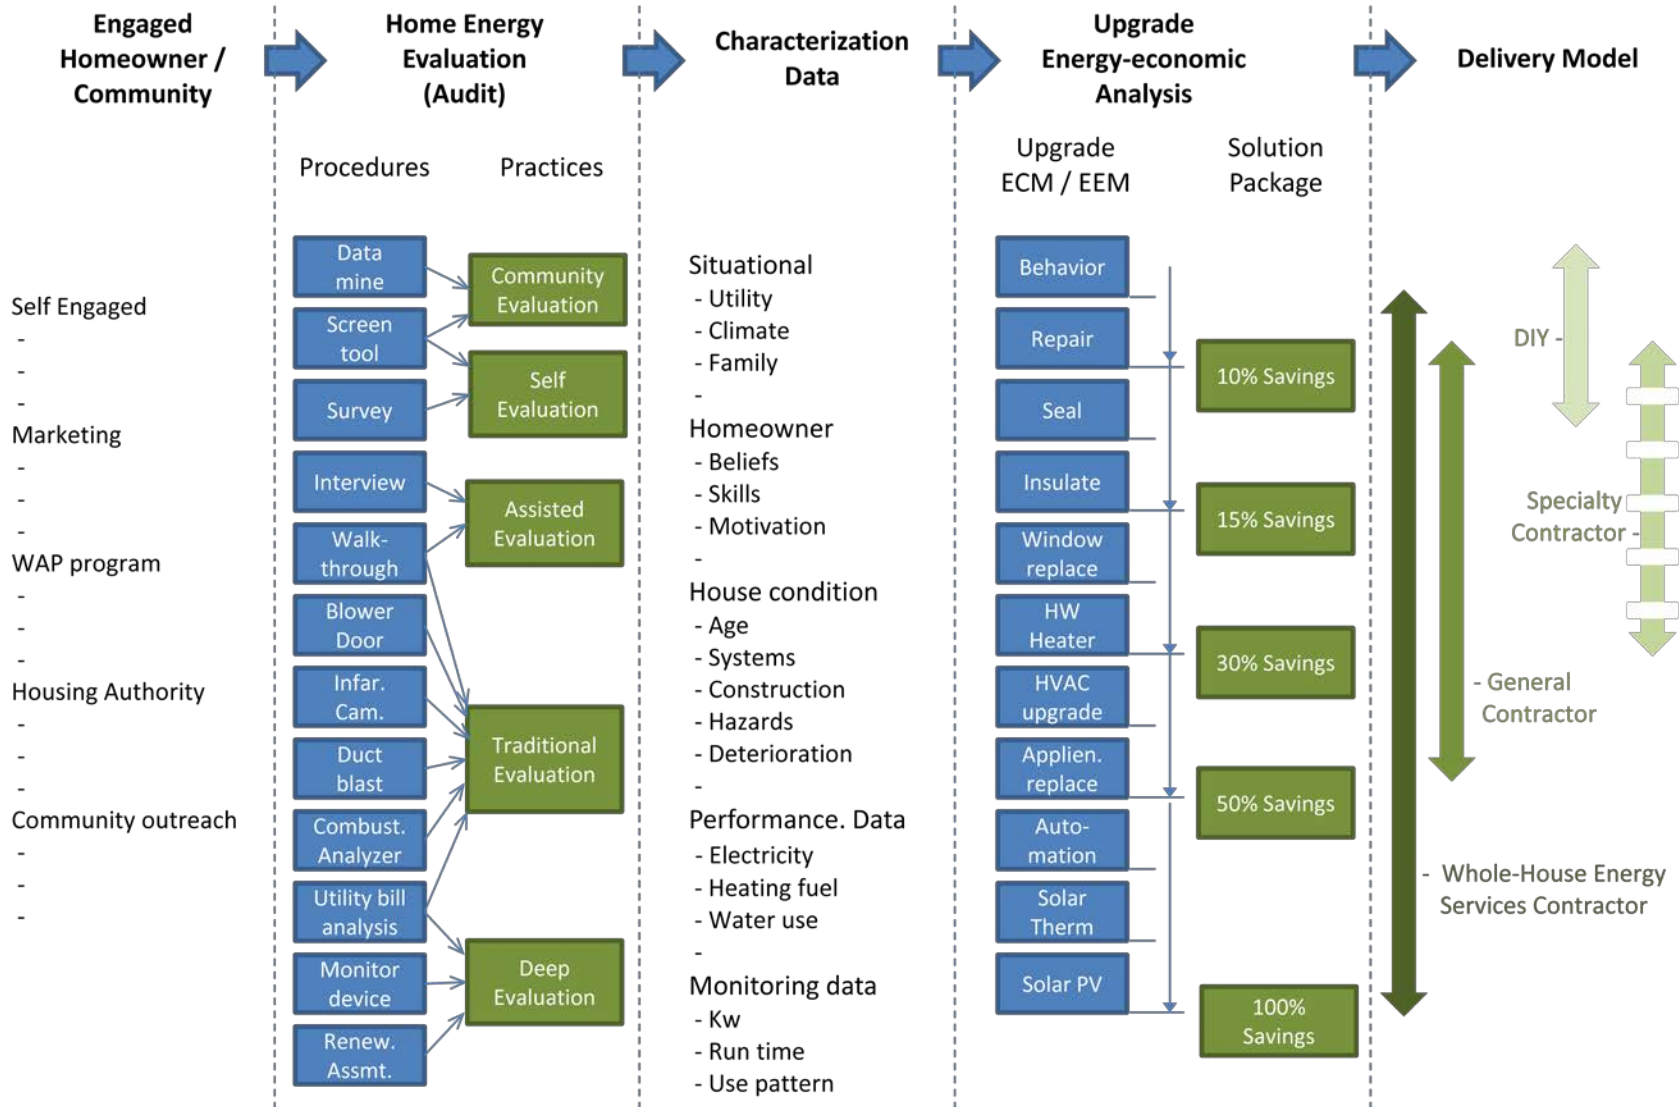 Engaged
Homeowner /
Community
Home Energy
Evaluation
(Audit)
Characterization
Data
Upgrade
Energy-economic
Analysis
Delivery Model
Self Engaged
-
-
-
Marketing
-
-
-
WAP program
-
-
-
Housing Authority
-
-
-
Community outreach
-
-
-
Procedures
Data
mine
Screen
tool
Survey
Interview
Walk-
through
Blower
Door
Infar.
Cam.
Duct
blast
Combust.
Analyzer
Utility bill
analysis
Monitor
device
Renew.
Assmt.
Practices
Community
Evaluation
Self
Evaluation
Assisted
Evaluation
Traditional
Evaluation
Deep
Evaluation
Situational
- Utility
- Climate
- Family
-
Homeowner
- Beliefs
- Skills
- Motivation
-
House condition
- Age
- Systems
- Construction
- Hazards
- Deterioration
-
Performance. Data
- Electricity
- Heating fuel
- Water use
-
Monitoring data
- Kw
- Run time
- Use pattern
Upgrade
ECM / EEM
Behavior
Repair
Seal
Insulate
Window
replace
HW
Heater
HVAC
upgrade
Applien.
replace
Auto-
mation
Solar
Therm
Solar PV
Solution
Package
10% Savings
15% Savings
30% Savings
50% Savings
100%
Savings
DIY -
Specialty
Contractor -
- General
Contractor
- Whole-House Energy
Services Contractor